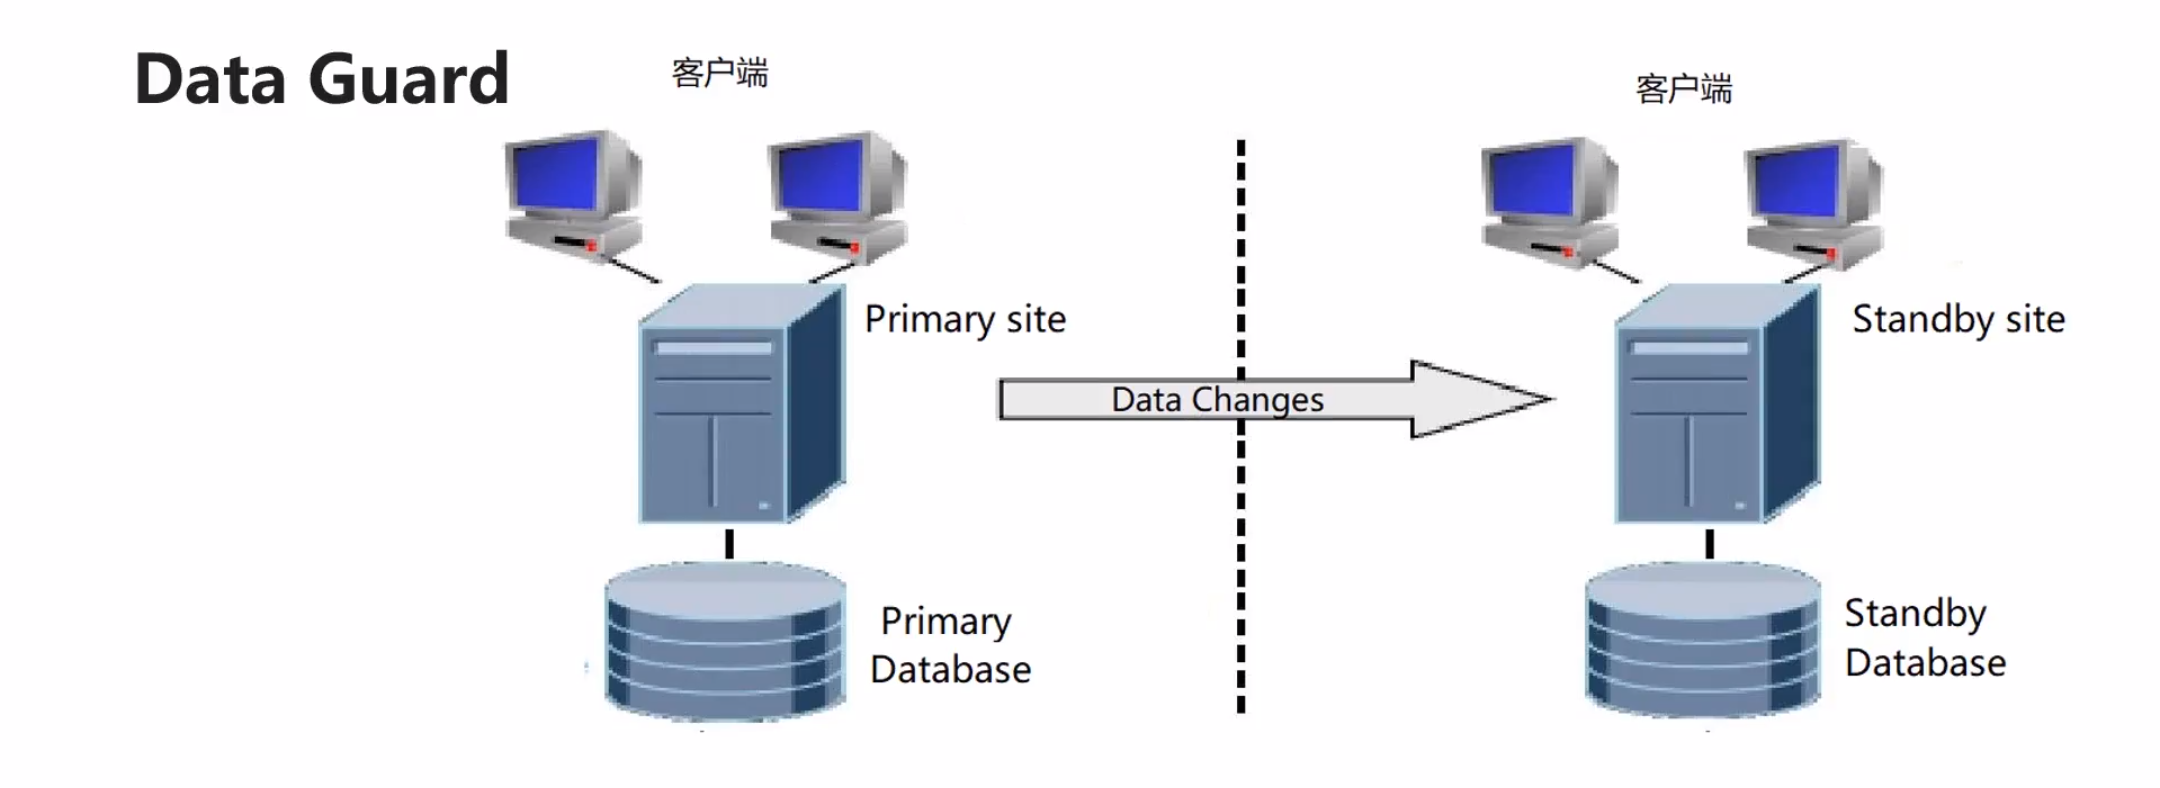 Data Guard
客户端
客户端
Primary site
Standby site
Data Changes
Primary
Database
Standby
Database